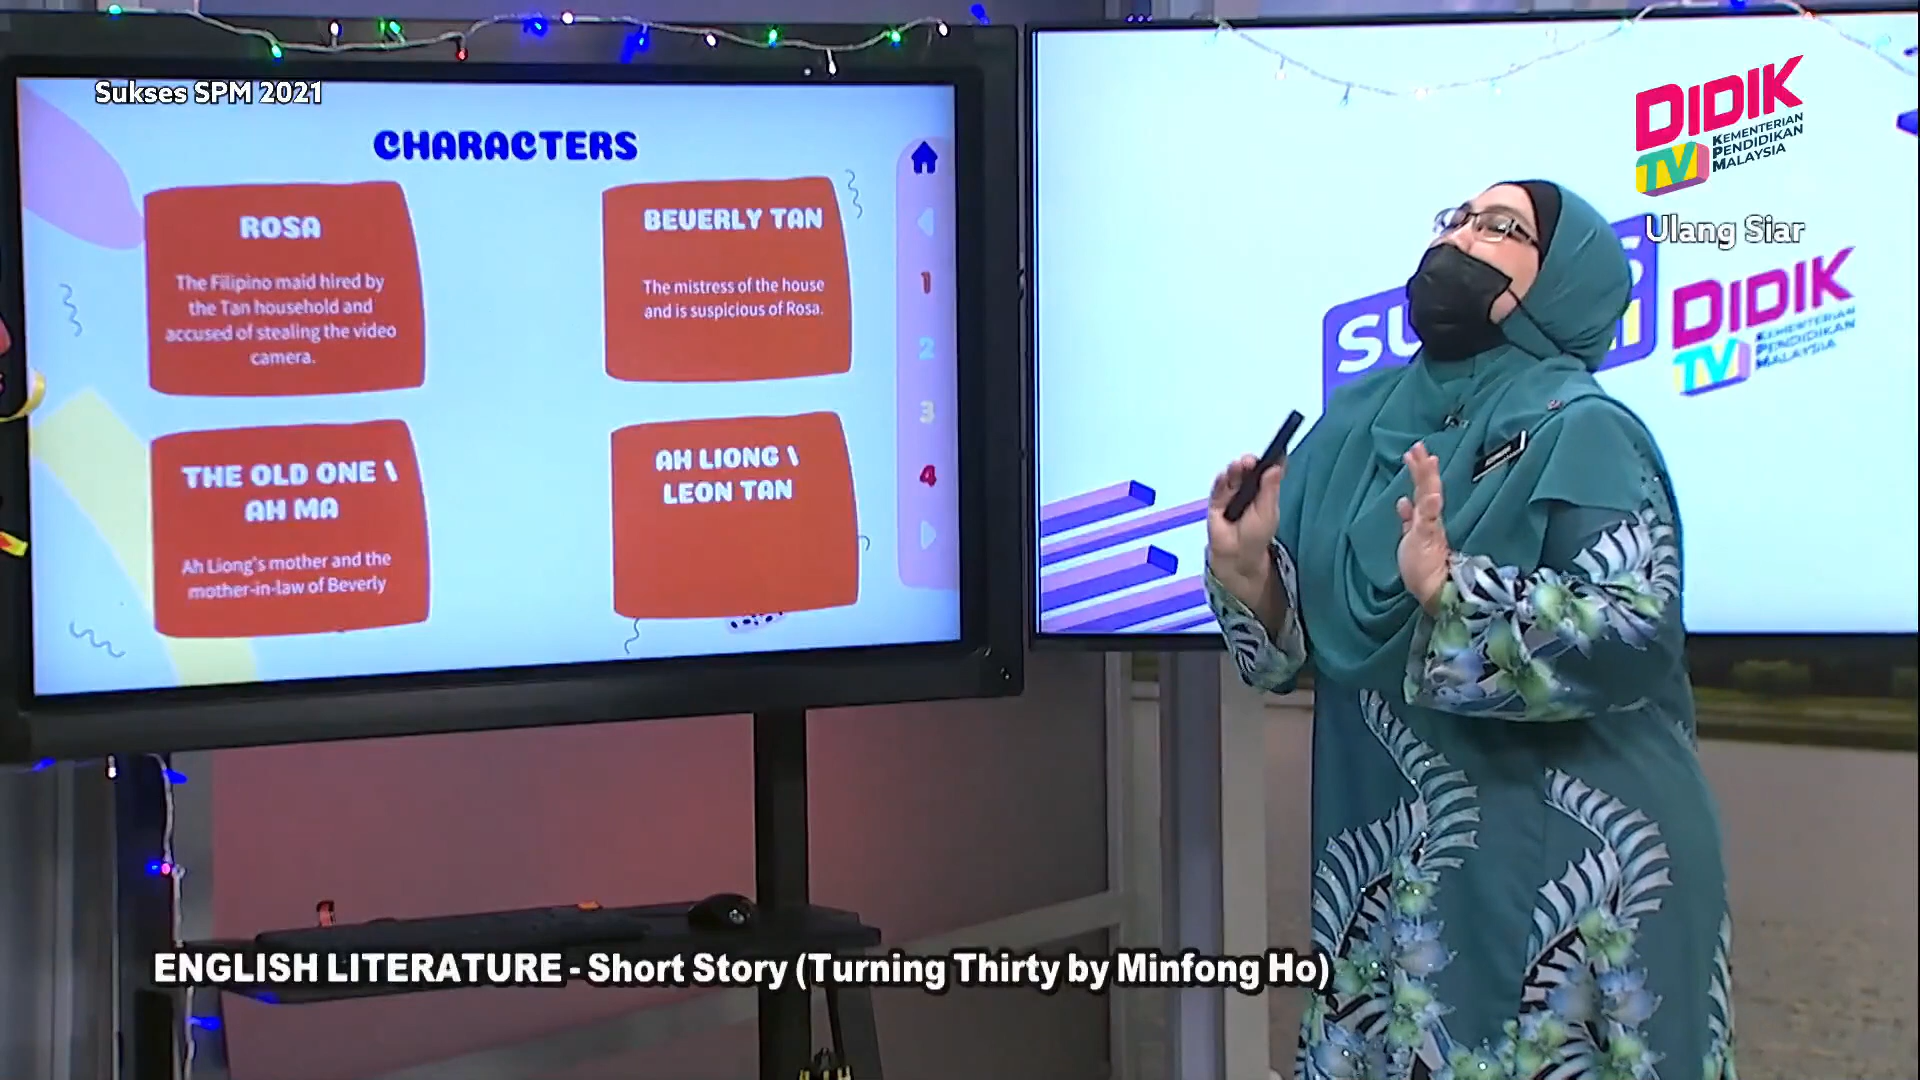 Sukses SPM 2021
CHARACTERS
ROSA
The Filipino maid hired by
the Tan household and
accused of stealing the video
camera.
BEVERLY TAN
The mistress of the house
and is suspicious of Rosa.
THE OLD ONE \
AH MA
Ah Liong's mother and the
mother-in-law of Beverly
AH LIONG \
LEON TAN
1
2
3
4
DIDIK
TV
KEMENTERIAN
PENDIDIKAN
MALAYSIA
Ulang Siar
DIDIK
TV
KEMENTERIAN
PENDIDIKAN
MALAYSIA
ENGLISH LITERATURE - Short Story (Turning Thirty by Minfong Ho)